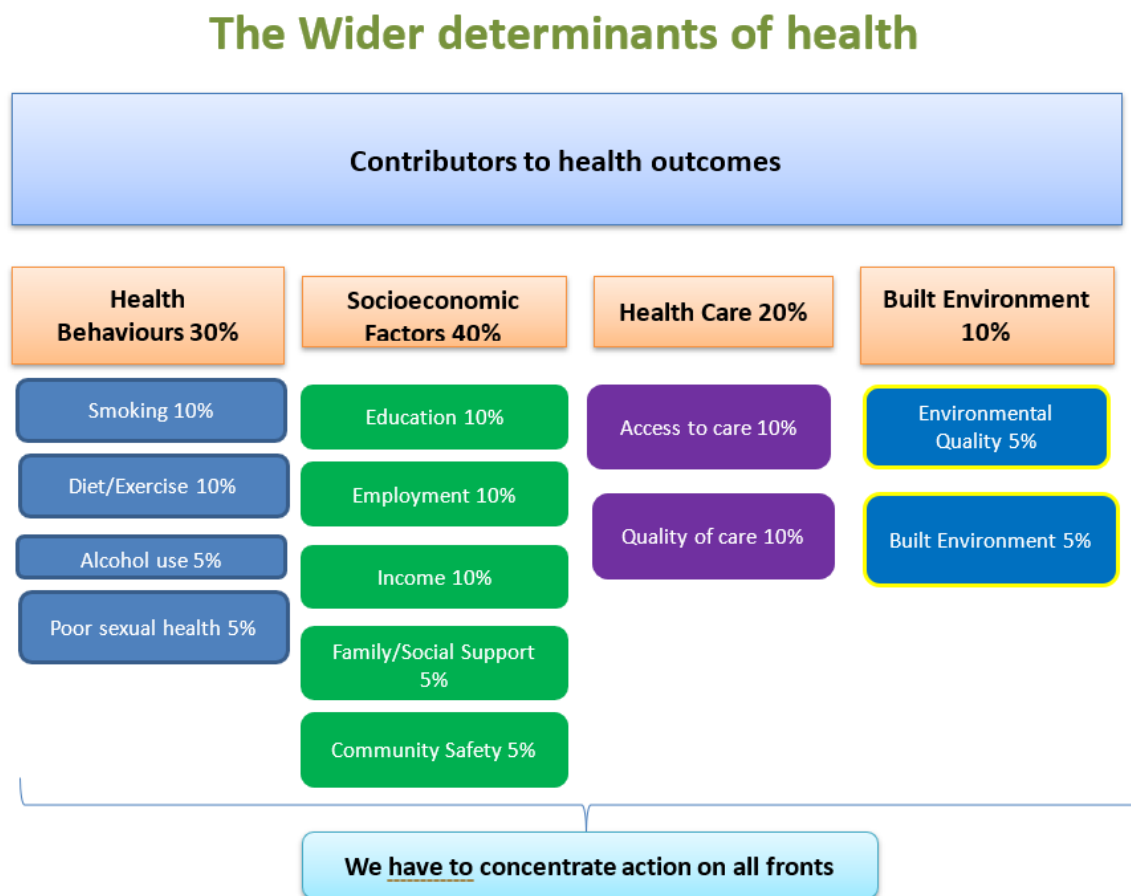 The Wider determinants of health
Contributors to health outcomes
Health
Behaviours 30%
Smoking 10%
Diet/Exercise 10%
Alcohol use 5%
Poor sexual health 5%
Socioeconomic
Factors 40%
Education 10%
Employment 10%
Income 10%
Family/Social Support
5%
Community Safety 5%
Health Care 20%
Access to care 10%
Quality of care 10%
Built Environment
10%
Environmental
Quality 5%
Built Environment 5%
We have to concentrate action on all fronts